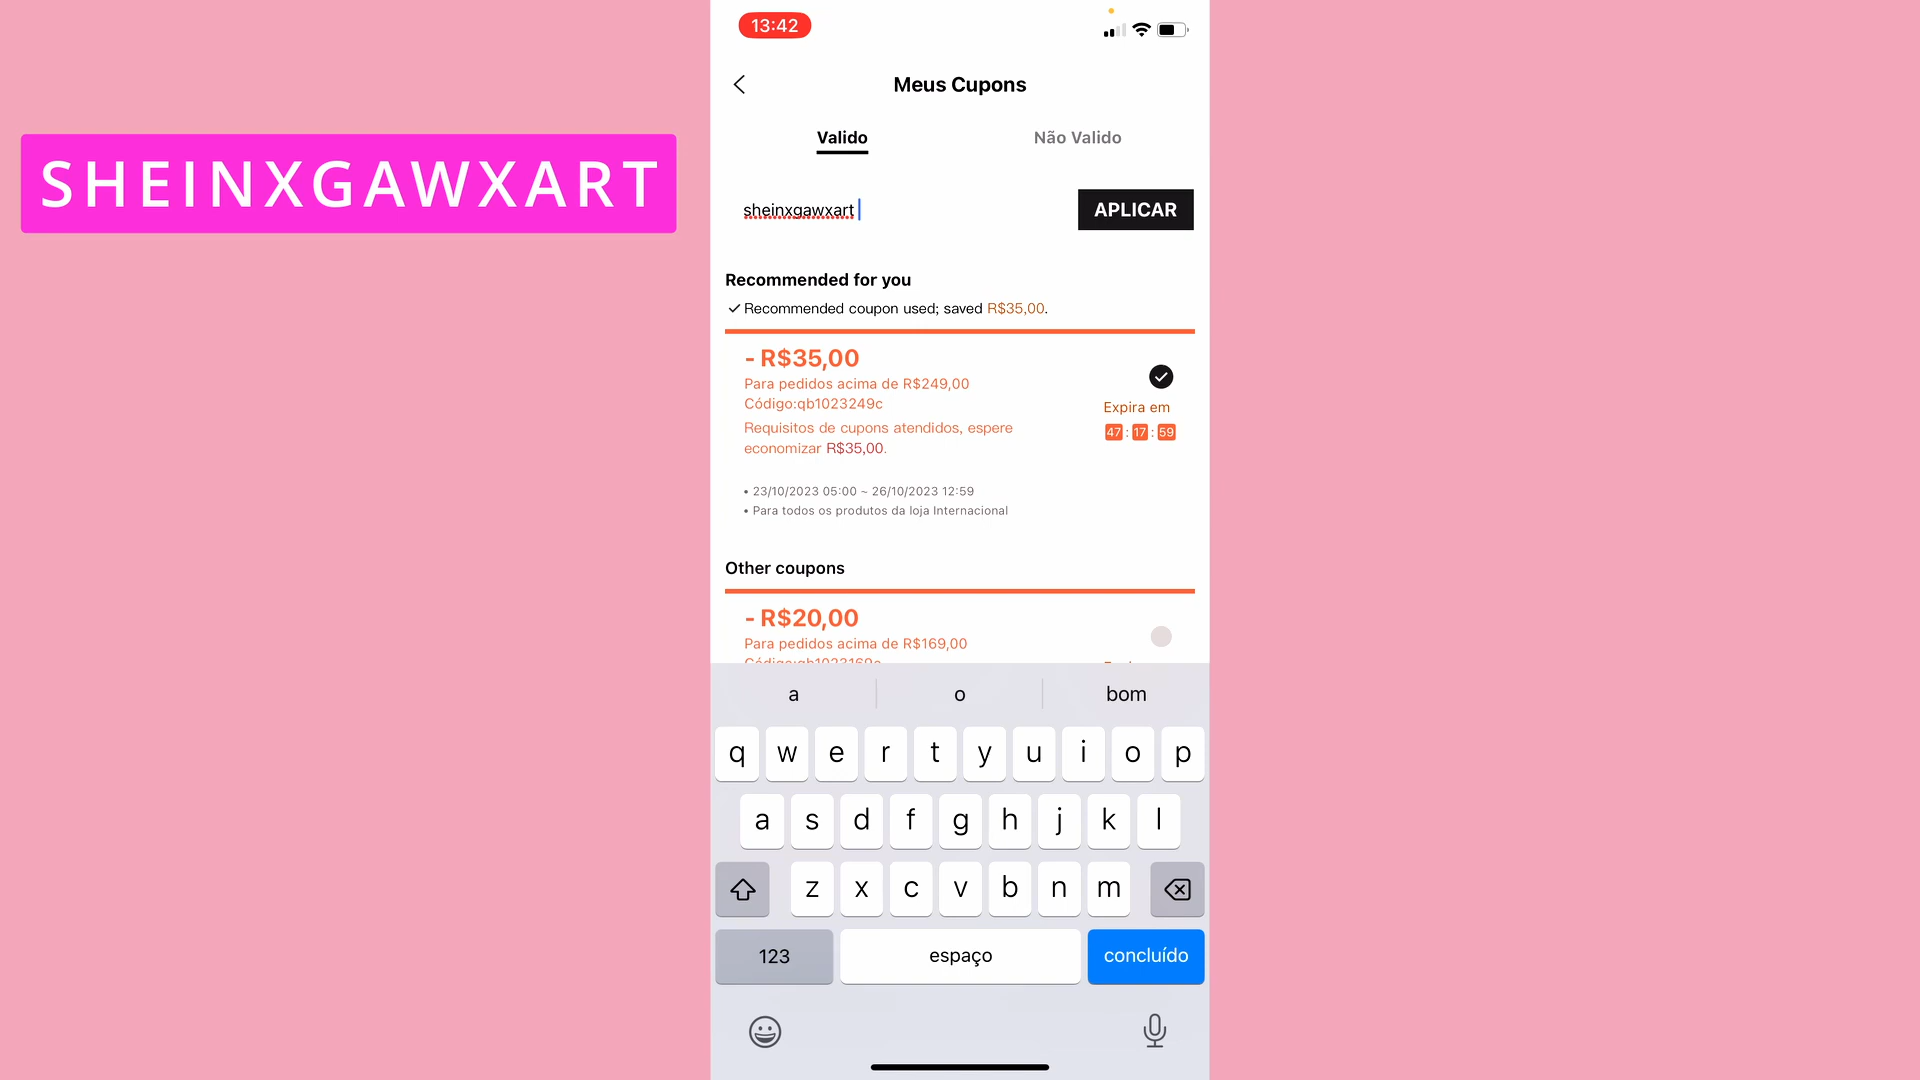 SHEINXGAWXART
13:42
Meus Cupons
Valido
Não Valido
sheinxgawxart
APLICAR
Recommended for you
Recommended coupon used; saved R$35,00.
- R$35,00
Para pedidos acima de R$249,00
Código:qb1023249c
Expira em
47 : 17 : 59
Requisitos de cupons atendidos, espere
economizar R$35,00.
• 23/10/2023 05:00 ~ 26/10/2023 12:59
• Para todos os produtos da loja Internacional
Other coupons
- R$20,00
Para pedidos acima de R$169,00
a o bom
q w e r t y u i o p
a s d f g h j k l
z x c v b n m
123 espaço concluído